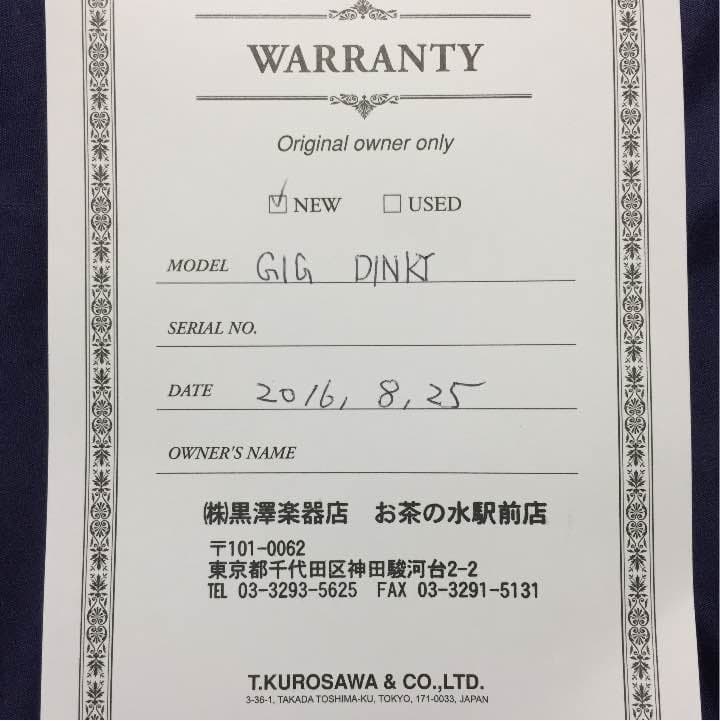 WARRANTY
Original owner only
NEW USED
MODEL GIG DINKY
SERIAL NO.
DATE 2016, 8, 25
OWNER'S NAME
㈱黒澤楽器店 お茶の水駅前店
〒101-0062
東京都千代田区神田駿河台2-2
TEL 03-3293-5625 FAX 03-3291-5131
T.KUROSAWA & CO.,LTD.
3-36-1, TAKADA TOSHIMA-KU, TOKYO, 171-0033, JAPAN